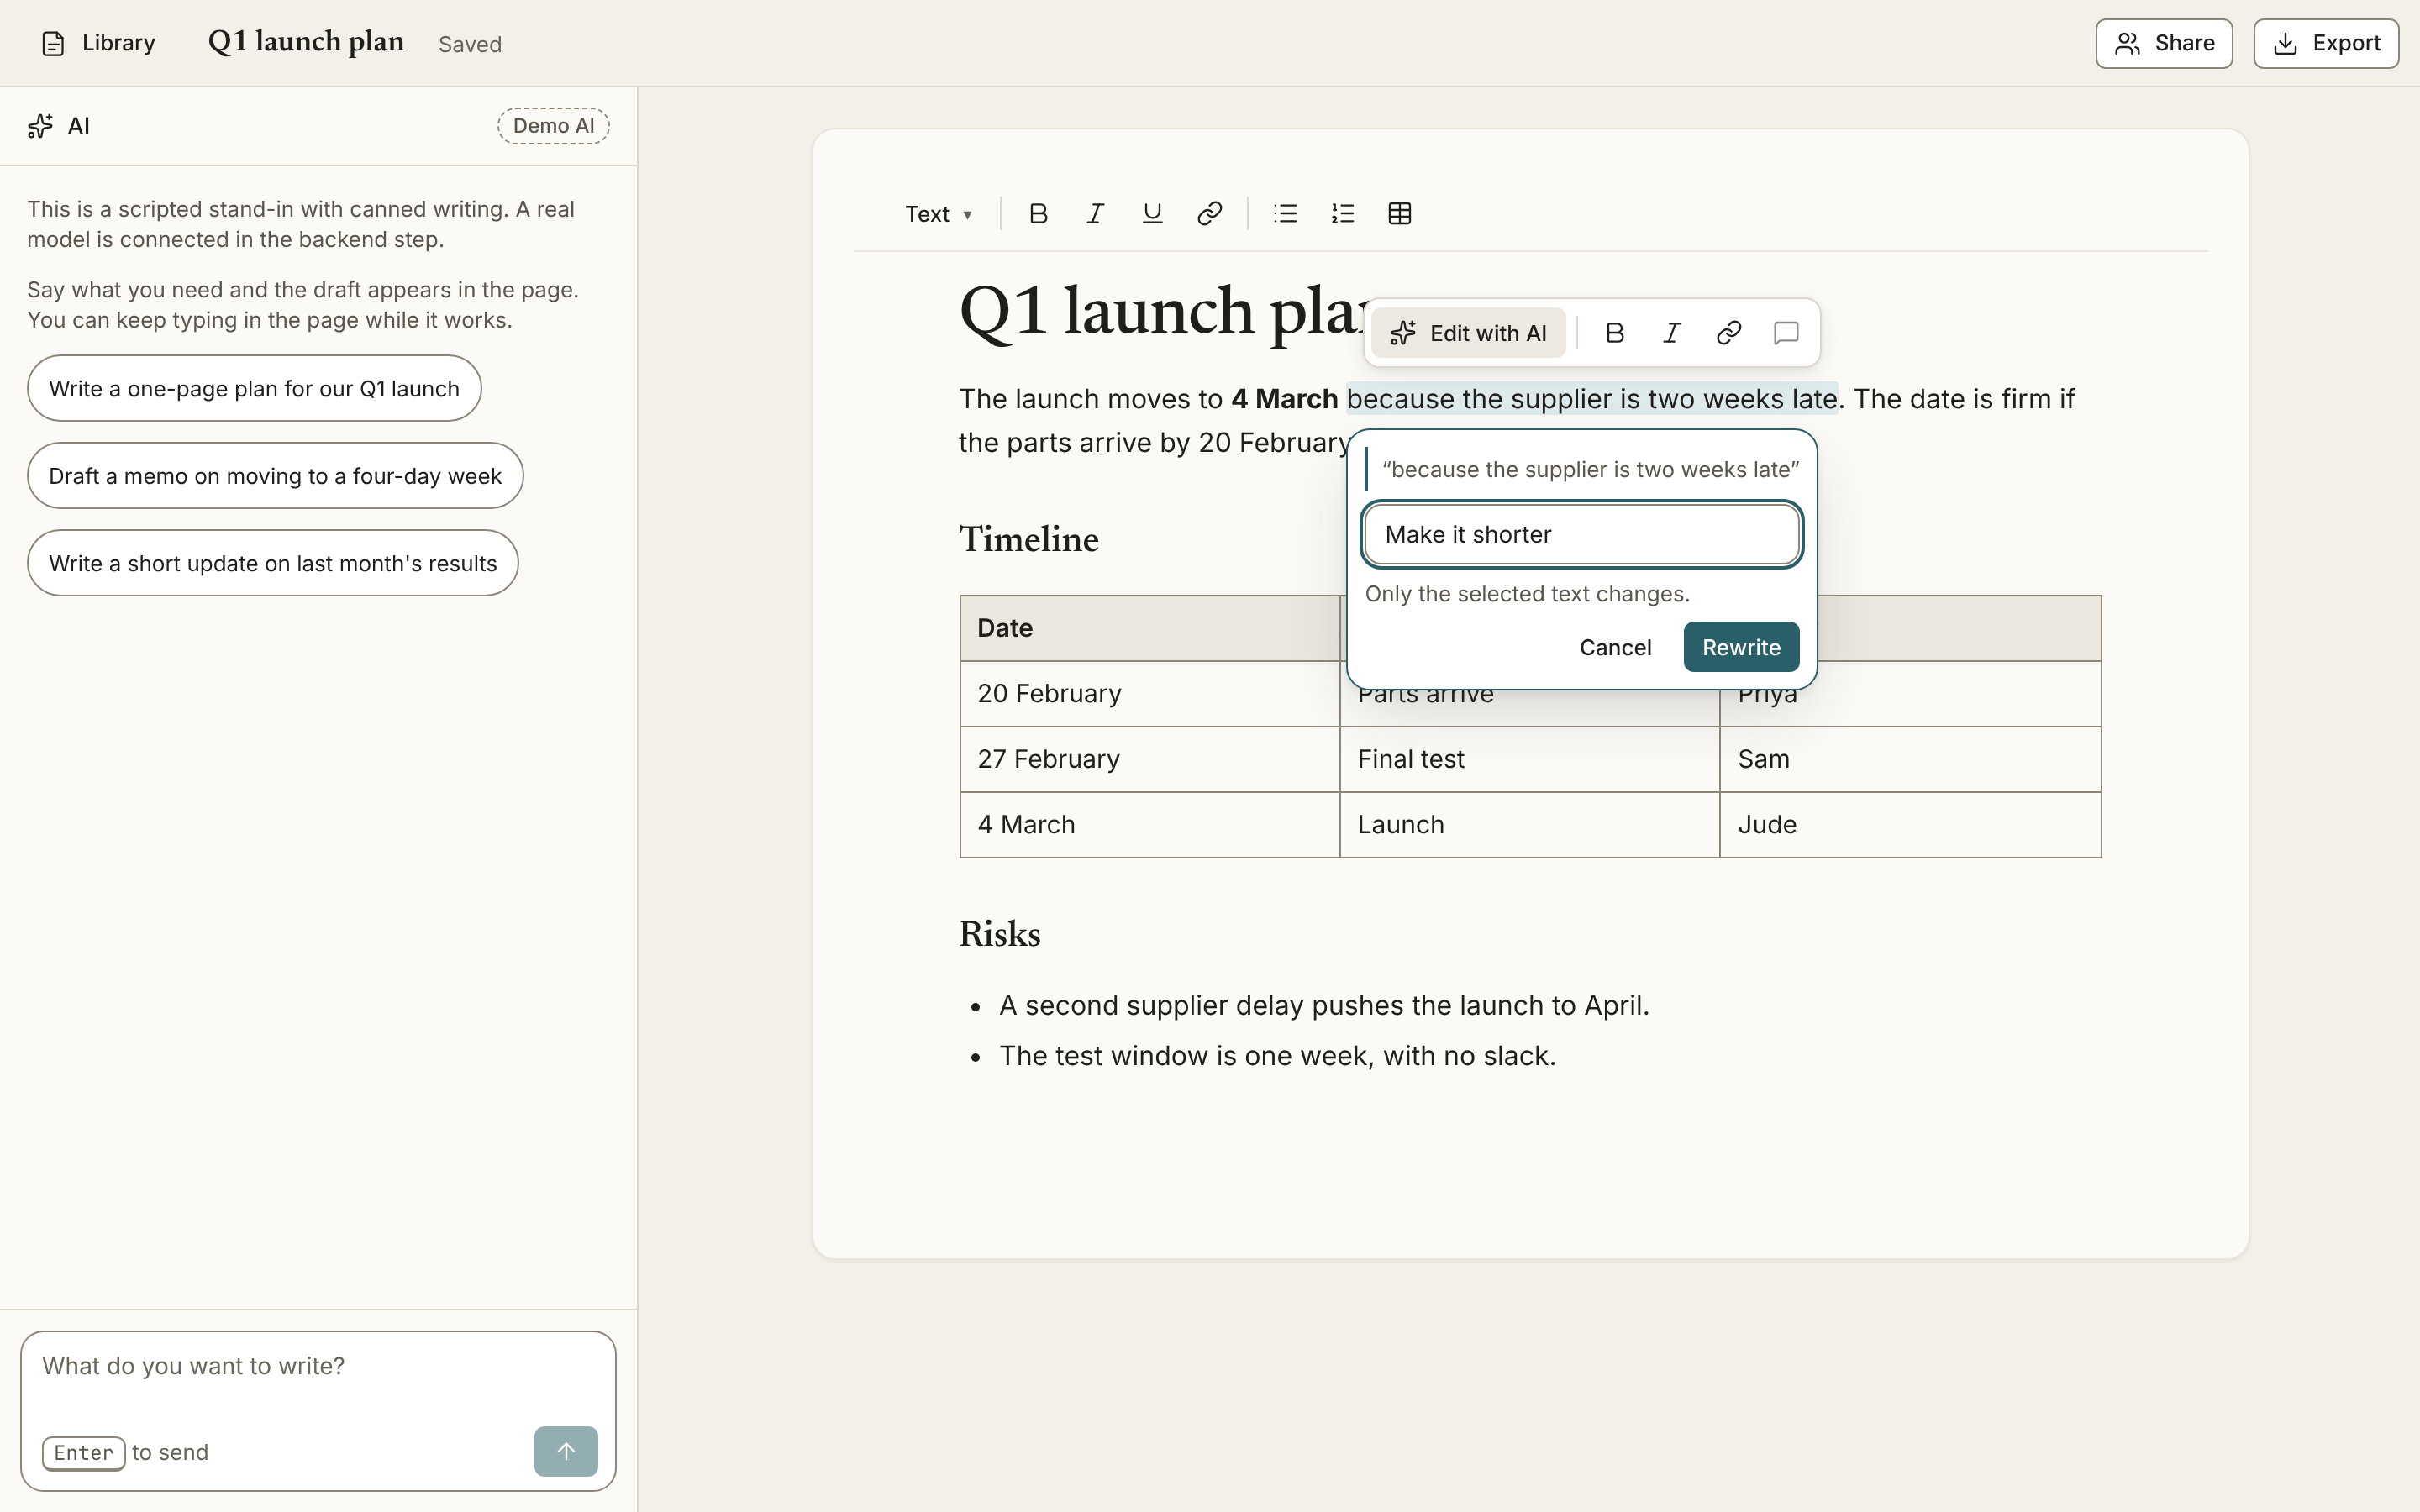 Library
Q1 launch plan
Saved
Share
Export
AI
Demo AI
This is a scripted stand-in with canned writing. A real
model is connected in the backend step.
Say what you need and the draft appears in the page.
You can keep typing in the page while it works.
Write a one-page plan for our Q1 launch
Draft a memo on moving to a four-day week
Write a short update on last month's results
What do you want to write?
Enter to send
Text
Q1 launch plan
Edit with AI
The launch moves to 4 March because the supplier is two weeks late. The date is firm if
the parts arrive by 20 February
“because the supplier is two weeks late”
Make it shorter
Only the selected text changes.
Cancel
Rewrite
Timeline
Date
20 February Parts arrive Priya
27 February Final test Sam
4 March Launch Jude
Risks
• A second supplier delay pushes the launch to April.
• The test window is one week, with no slack.